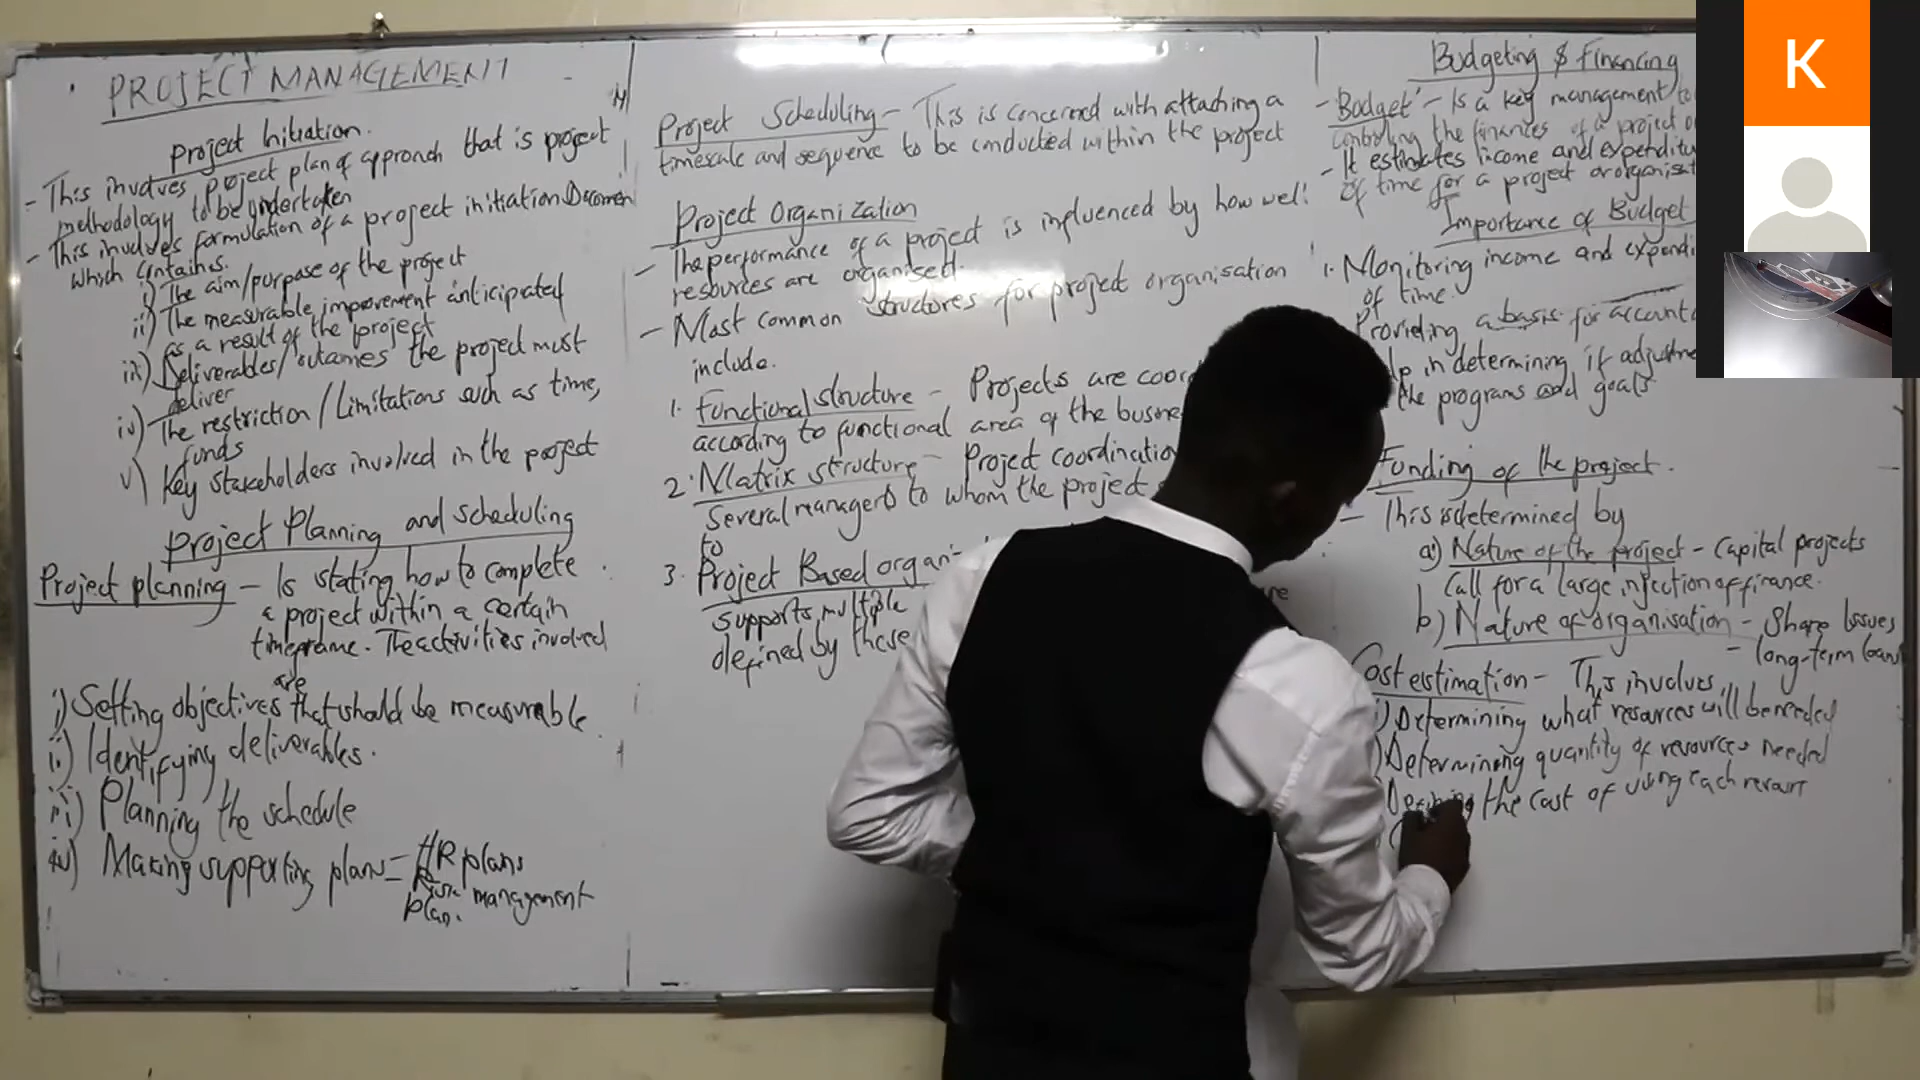 PROJECT MANAGEMENT
Project Initiation.
- This involves project plan of approach that is project
methodology to be undertaken
- This involves formulation of a project initiation Documen
which contains.
i) The aim/purpose of the project
ii) The measurable improvement anticipated
as a result of the project
iii) Deliverables/outcomes the project must
deliver
iv) The restriction/Limitations such as time,
funds
v) Key stakeholders involved in the project
Project Planning and scheduling
Project planning - Is stating how to complete
a project within a certain
timeframe. The activities involved
are
i) Setting objectives that should be measurable
ii) Identifying deliverables.
iii) Planning the schedule
iv) Making supporting plans - HR plans
Risk management
plan.
Project Scheduling - This is concerned with attaching a
timescale and sequence to be conducted within the project
Project Organization
- The performance of a project is influenced by how well
resources are organised.
- Most common structures for project organisation
include.
1. Functional structure - Projects are coor
according to functional area of the busine
2. Matrix structure - Project coordination
Several managers to whom the project
to
3. Project Based organi-
supports multiple
defined by these
Budgeting & Financing
- Budget - Is a key management to
controlling the finances of a project o
- It estimates income and expenditu
of time for a project or organisat
Importance of Budget
1. Monitoring income and expendi
of time.
Providing a basis for account
lp in determining if adjustme
the programs and goals
Funding of the project.
- This is determined by
a) Nature of the project - Capital projects
Call for a large injection of finance.
b) Nature of organisation - Share Issues
- long-term loans
Cost estimation - This involves
i) Determining what resources will be needed
) Determining quantity of resources needed
) the cost of using each resour
K